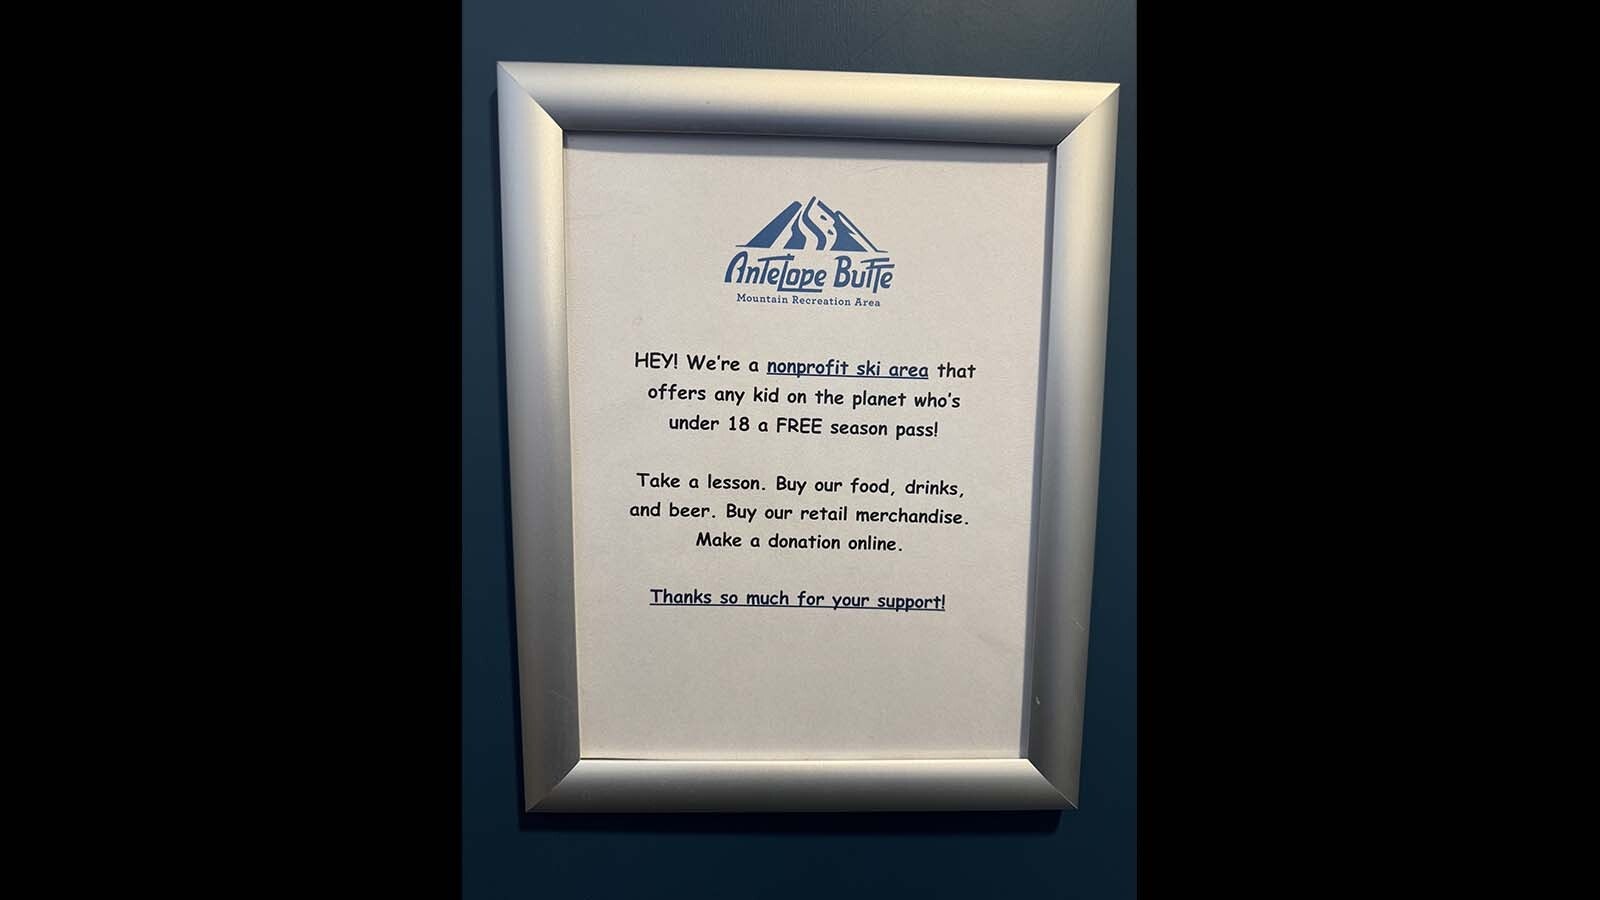 Antelope Butte
Mountain Recreation Area
HEY! We're a nonprofit ski area that
offers any kid on the planet who's
under 18 a FREE season pass!
Take a lesson. Buy our food, drinks,
and beer. Buy our retail merchandise.
Make a donation online.
Thanks so much for your support!